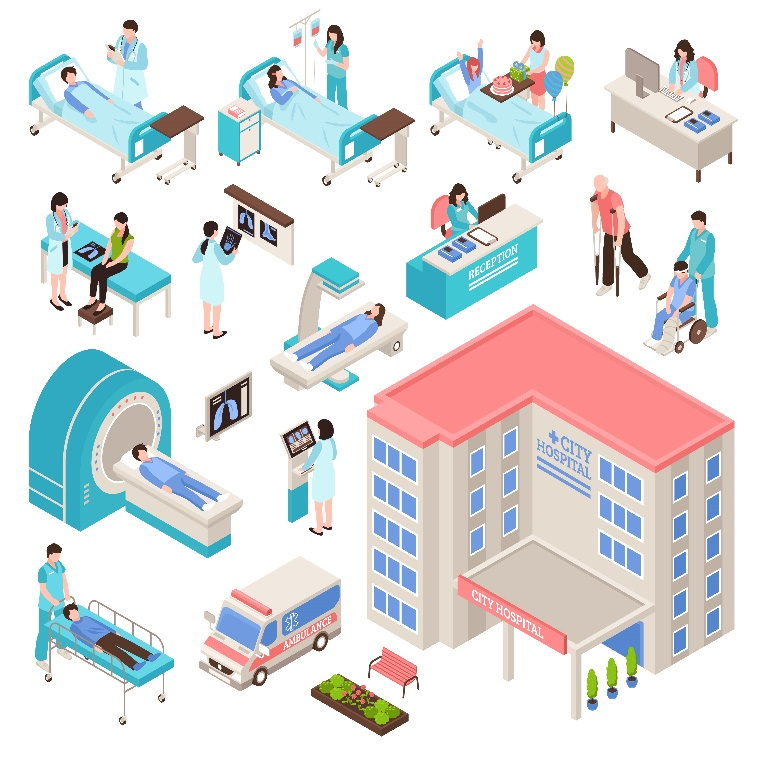 RECEPTION
CITY
HOSPITAL
CITY HOSPITAL
AMBULANCE